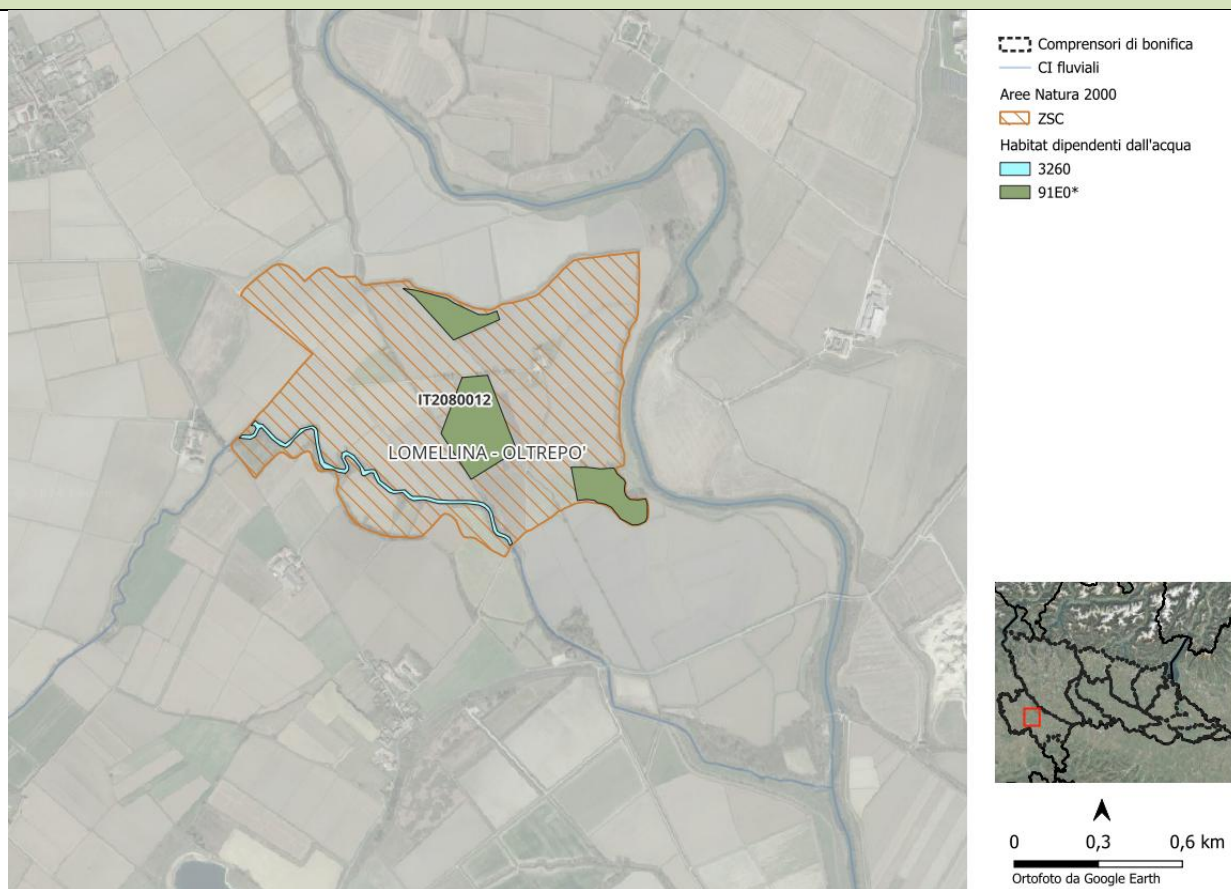 IT2080012
LOMELLINA - OLTREPO'
Comprensori di bonifica
CI fluviali
Aree Natura 2000
ZSC
Habitat dipendenti dall'acqua
3260
91E0*
0 0,3 0,6 km
Ortofoto da Google Earth